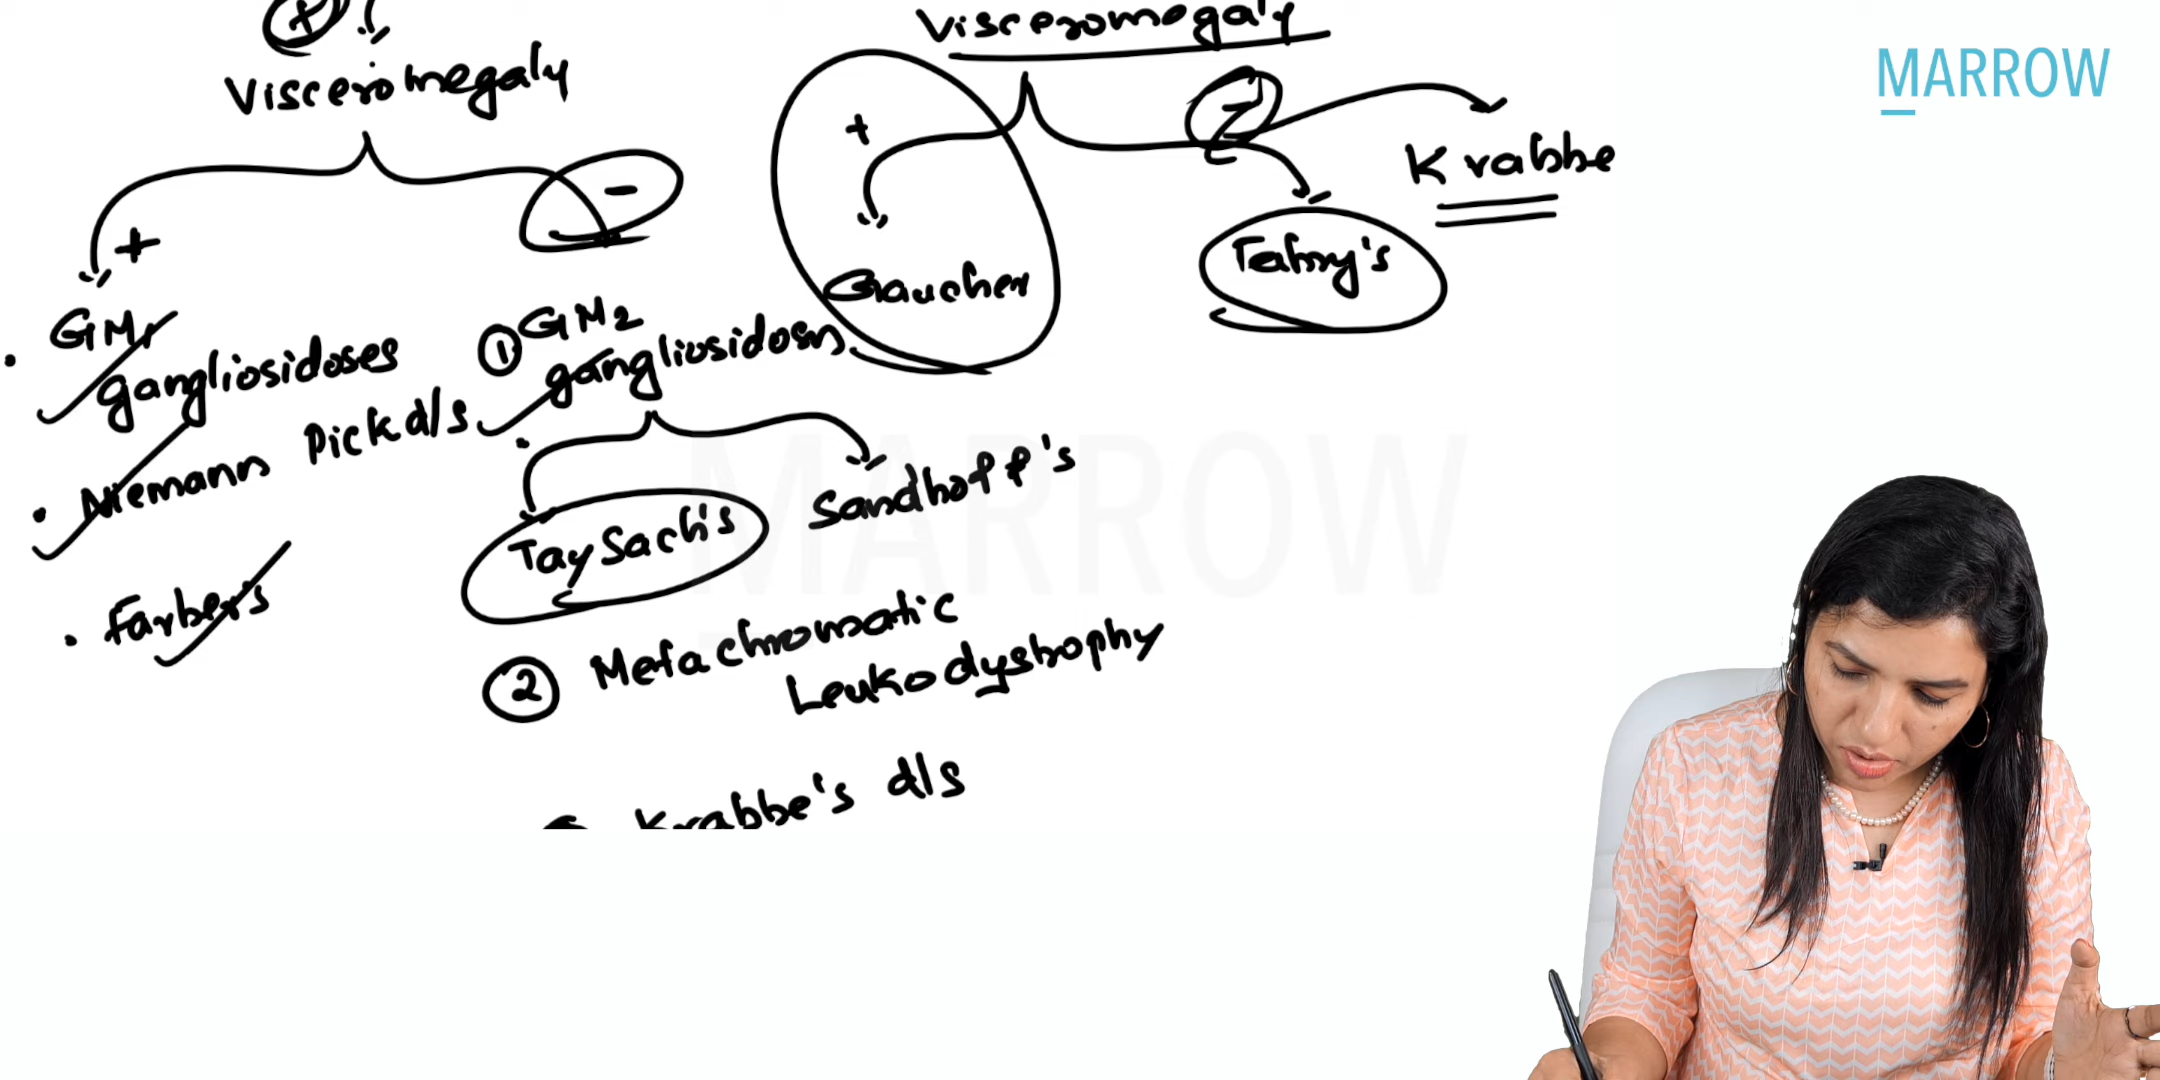 Visceromegaly
MARROW
+
Visceromegaly
+
-
Krabbe
-
+
Fabry's
Gaucher
• GM1
gangliosidoses
① GM2
gangliosidosis
• Niemann Pick d/s
Tay Sach's
Sandhoff's
MARROW
• Farber's
② Metachromatic
Leukodystrophy
Krabbe's d/s